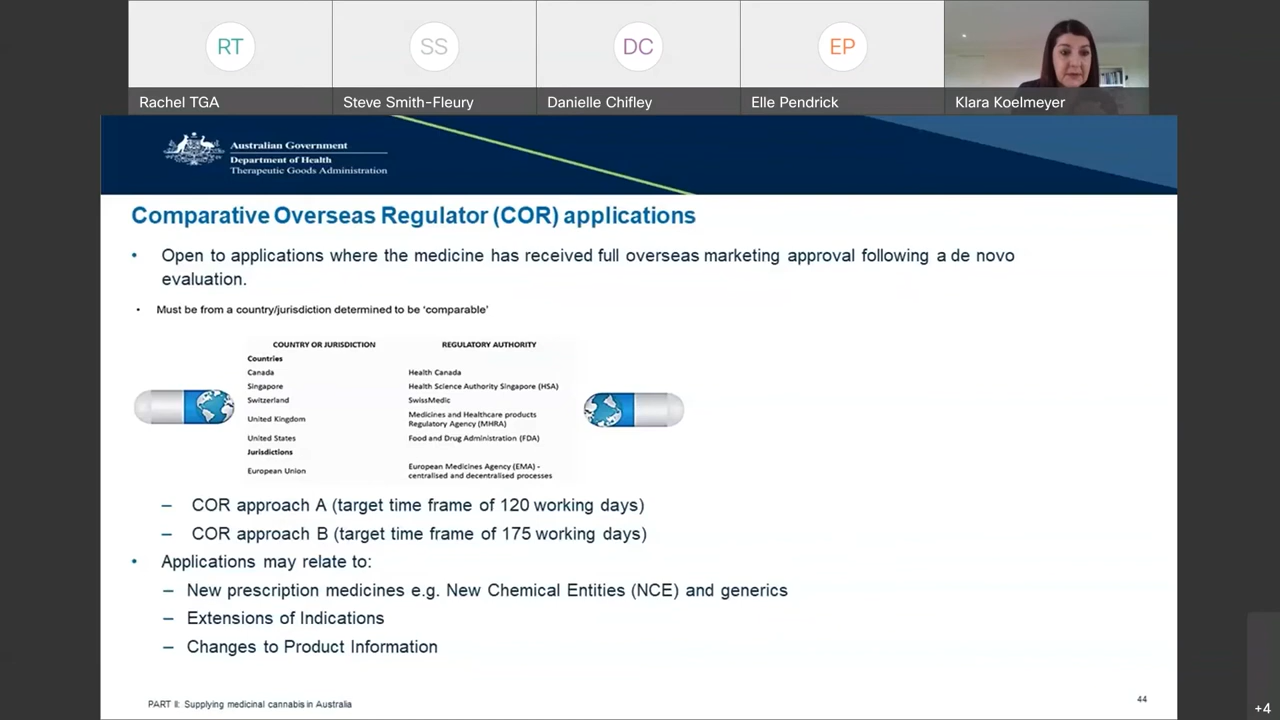 RT
SS
DC
EP
Rachel TGA
Steve Smith-Fleury
Danielle Chifley
Elle Pendrick
Klara Koelmeyer
Australian Government
Department of Health
Therapeutic Goods Administration
Comparative Overseas Regulator (COR) applications
• Open to applications where the medicine has received full overseas marketing approval following a de novo
evaluation.
• Must be from a country/jurisdiction determined to be ‘comparable’
COUNTRY OR JURISDICTION REGULATORY AUTHORITY
Countries
Canada Health Canada
Singapore Health Science Authority Singapore (HSA)
Switzerland SwissMedic
United Kingdom Medicines and Healthcare products
Regulatory Agency (MHRA)
United States Food and Drug Administration (FDA)
Jurisdictions
European Union European Medicines Agency (EMA) -
centralised and decentralised processes
– COR approach A (target time frame of 120 working days)
– COR approach B (target time frame of 175 working days)
• Applications may relate to:
– New prescription medicines e.g. New Chemical Entities (NCE) and generics
– Extensions of Indications
– Changes to Product Information
PART II: Supplying medicinal cannabis in Australia
44
+4